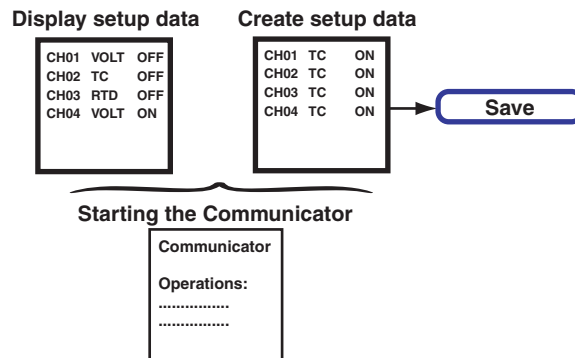 Display setup data
Create setup data
CH01 VOLT OFF
CH02 TC OFF
CH03 RTD OFF
CH04 VOLT ON
CH01 TC ON
CH02 TC ON
CH03 TC ON
CH04 TC ON
Save
Starting the Communicator
Communicator
Operations:
................
................